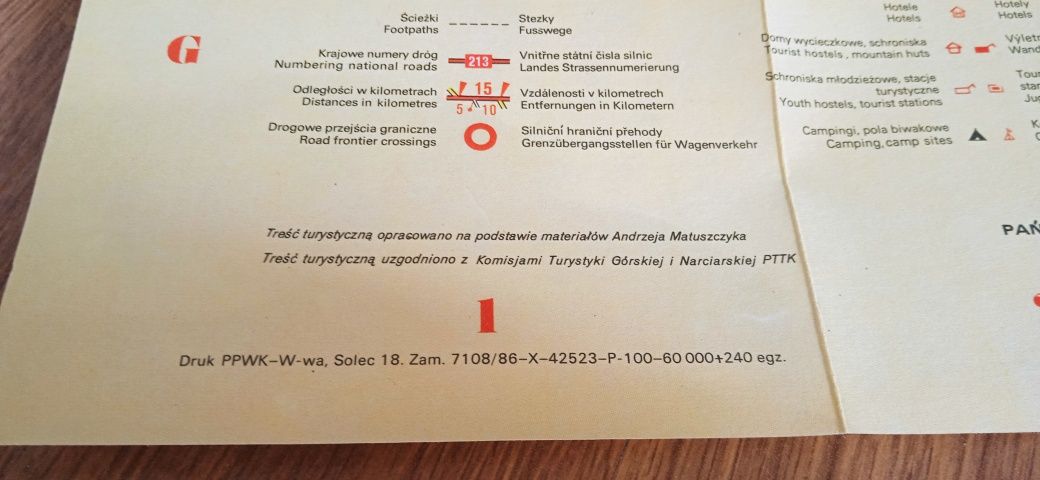 Ścieżki
Footpaths
Stezky
Fusswege
G
Krajowe numery dróg
Numbering national roads
213
Vnitřne státní čisla silnic
Landes Strassennumerierung
Odległości w kilometrach
Distances in kilometres
15
5 10
Vzdálenosti v kilometrech
Entfernungen in Kilometern
Drogowe przejścia graniczne
Road frontier crossings
Silniční hraniční přehody
Grenzübergangsstellen für Wagenverkehr
Hotele
Hotels
Hotely
Hotels
Domy wycieczkowe, schroniska
Tourist hostels, mountain huts
Schroniska młodzieżowe, stacje
turystyczne
Youth hostels, tourist stations
Campingi, pola biwakowe
Camping, camp sites
Treść turystyczną opracowano na podstawie materiałów Andrzeja Matuszczyka
Treść turystyczną uzgodniono z Komisjami Turystyki Górskiej i Narciarskiej PTTK
1
Druk PPWK–W-wa, Solec 18. Zam. 7108/86–X–42523–P-100–60 000+240 egz.